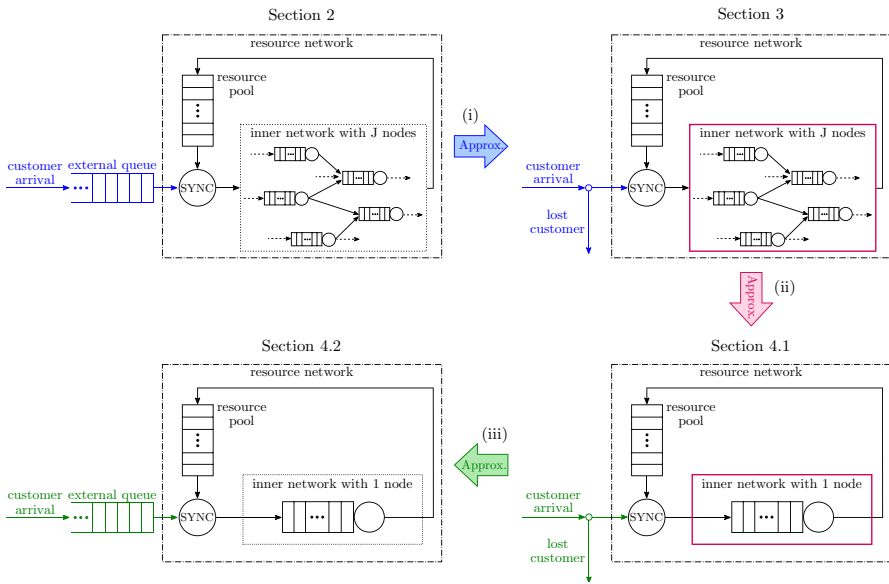 Section 2
resource network
resource
pool
inner network with J nodes
customer
arrival
external queue
SYNC
(i)
Approx.
Section 3
resource network
resource
pool
inner network with J nodes
customer
arrival
SYNC
lost
customer
Approx.
(ii)
Section 4.2
resource network
resource
pool
inner network with 1 node
customer
arrival
external queue
SYNC
(iii)
Approx.
Section 4.1
resource network
resource
pool
inner network with 1 node
customer
arrival
SYNC
lost
customer